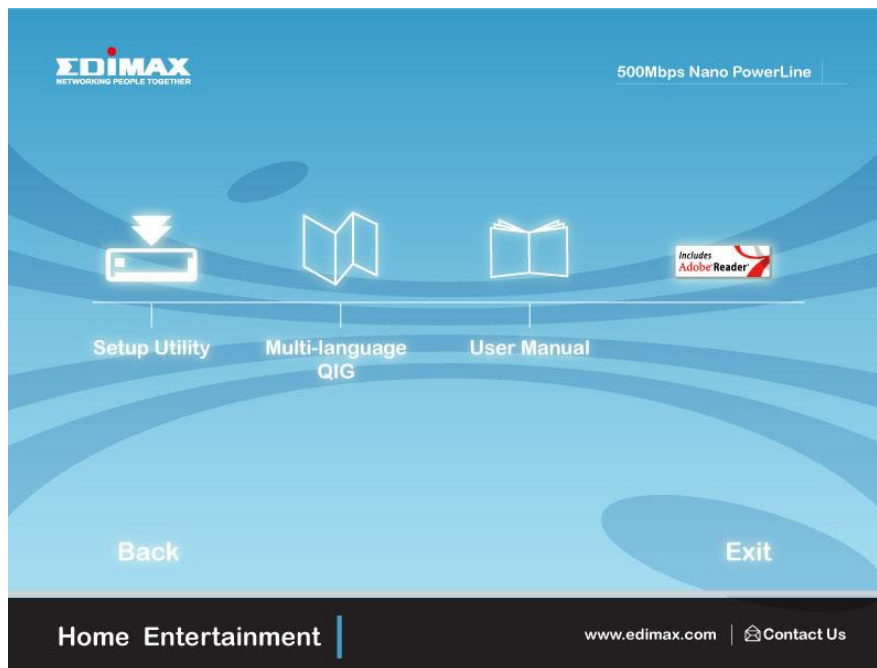 EDIMAX
NETWORKING PEOPLE TOGETHER
500Mbps Nano PowerLine
Includes
Adobe Reader
Setup Utility
Multi-language
QIG
User Manual
Back
Exit
Home Entertainment
www.edimax.com
Contact Us